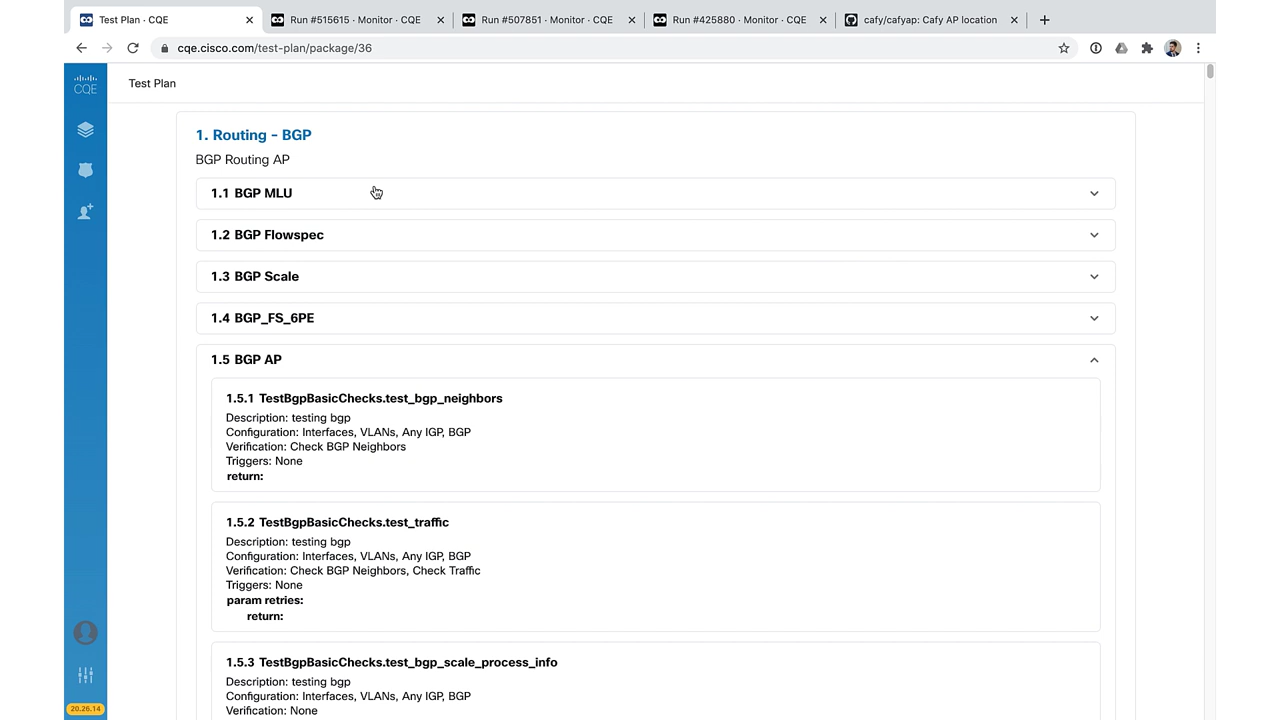 Test Plan · CQE
Run #515615 · Monitor · CQE
Run #507851 · Monitor · CQE
Run #425880 · Monitor · CQE
cafy/cafyap: Cafy AP location
cqe.cisco.com/test-plan/package/36
CQE
Test Plan
1. Routing - BGP
BGP Routing AP
1.1 BGP MLU
1.2 BGP Flowspec
1.3 BGP Scale
1.4 BGP_FS_6PE
1.5 BGP AP
1.5.1 TestBgpBasicChecks.test_bgp_neighbors
Description: testing bgp
Configuration: Interfaces, VLANs, Any IGP, BGP
Verification: Check BGP Neighbors
Triggers: None
return:
1.5.2 TestBgpBasicChecks.test_traffic
Description: testing bgp
Configuration: Interfaces, VLANs, Any IGP, BGP
Verification: Check BGP Neighbors, Check Traffic
Triggers: None
param retries:
return:
1.5.3 TestBgpBasicChecks.test_bgp_scale_process_info
Description: testing bgp
Configuration: Interfaces, VLANs, Any IGP, BGP
Verification: None
20.26.14